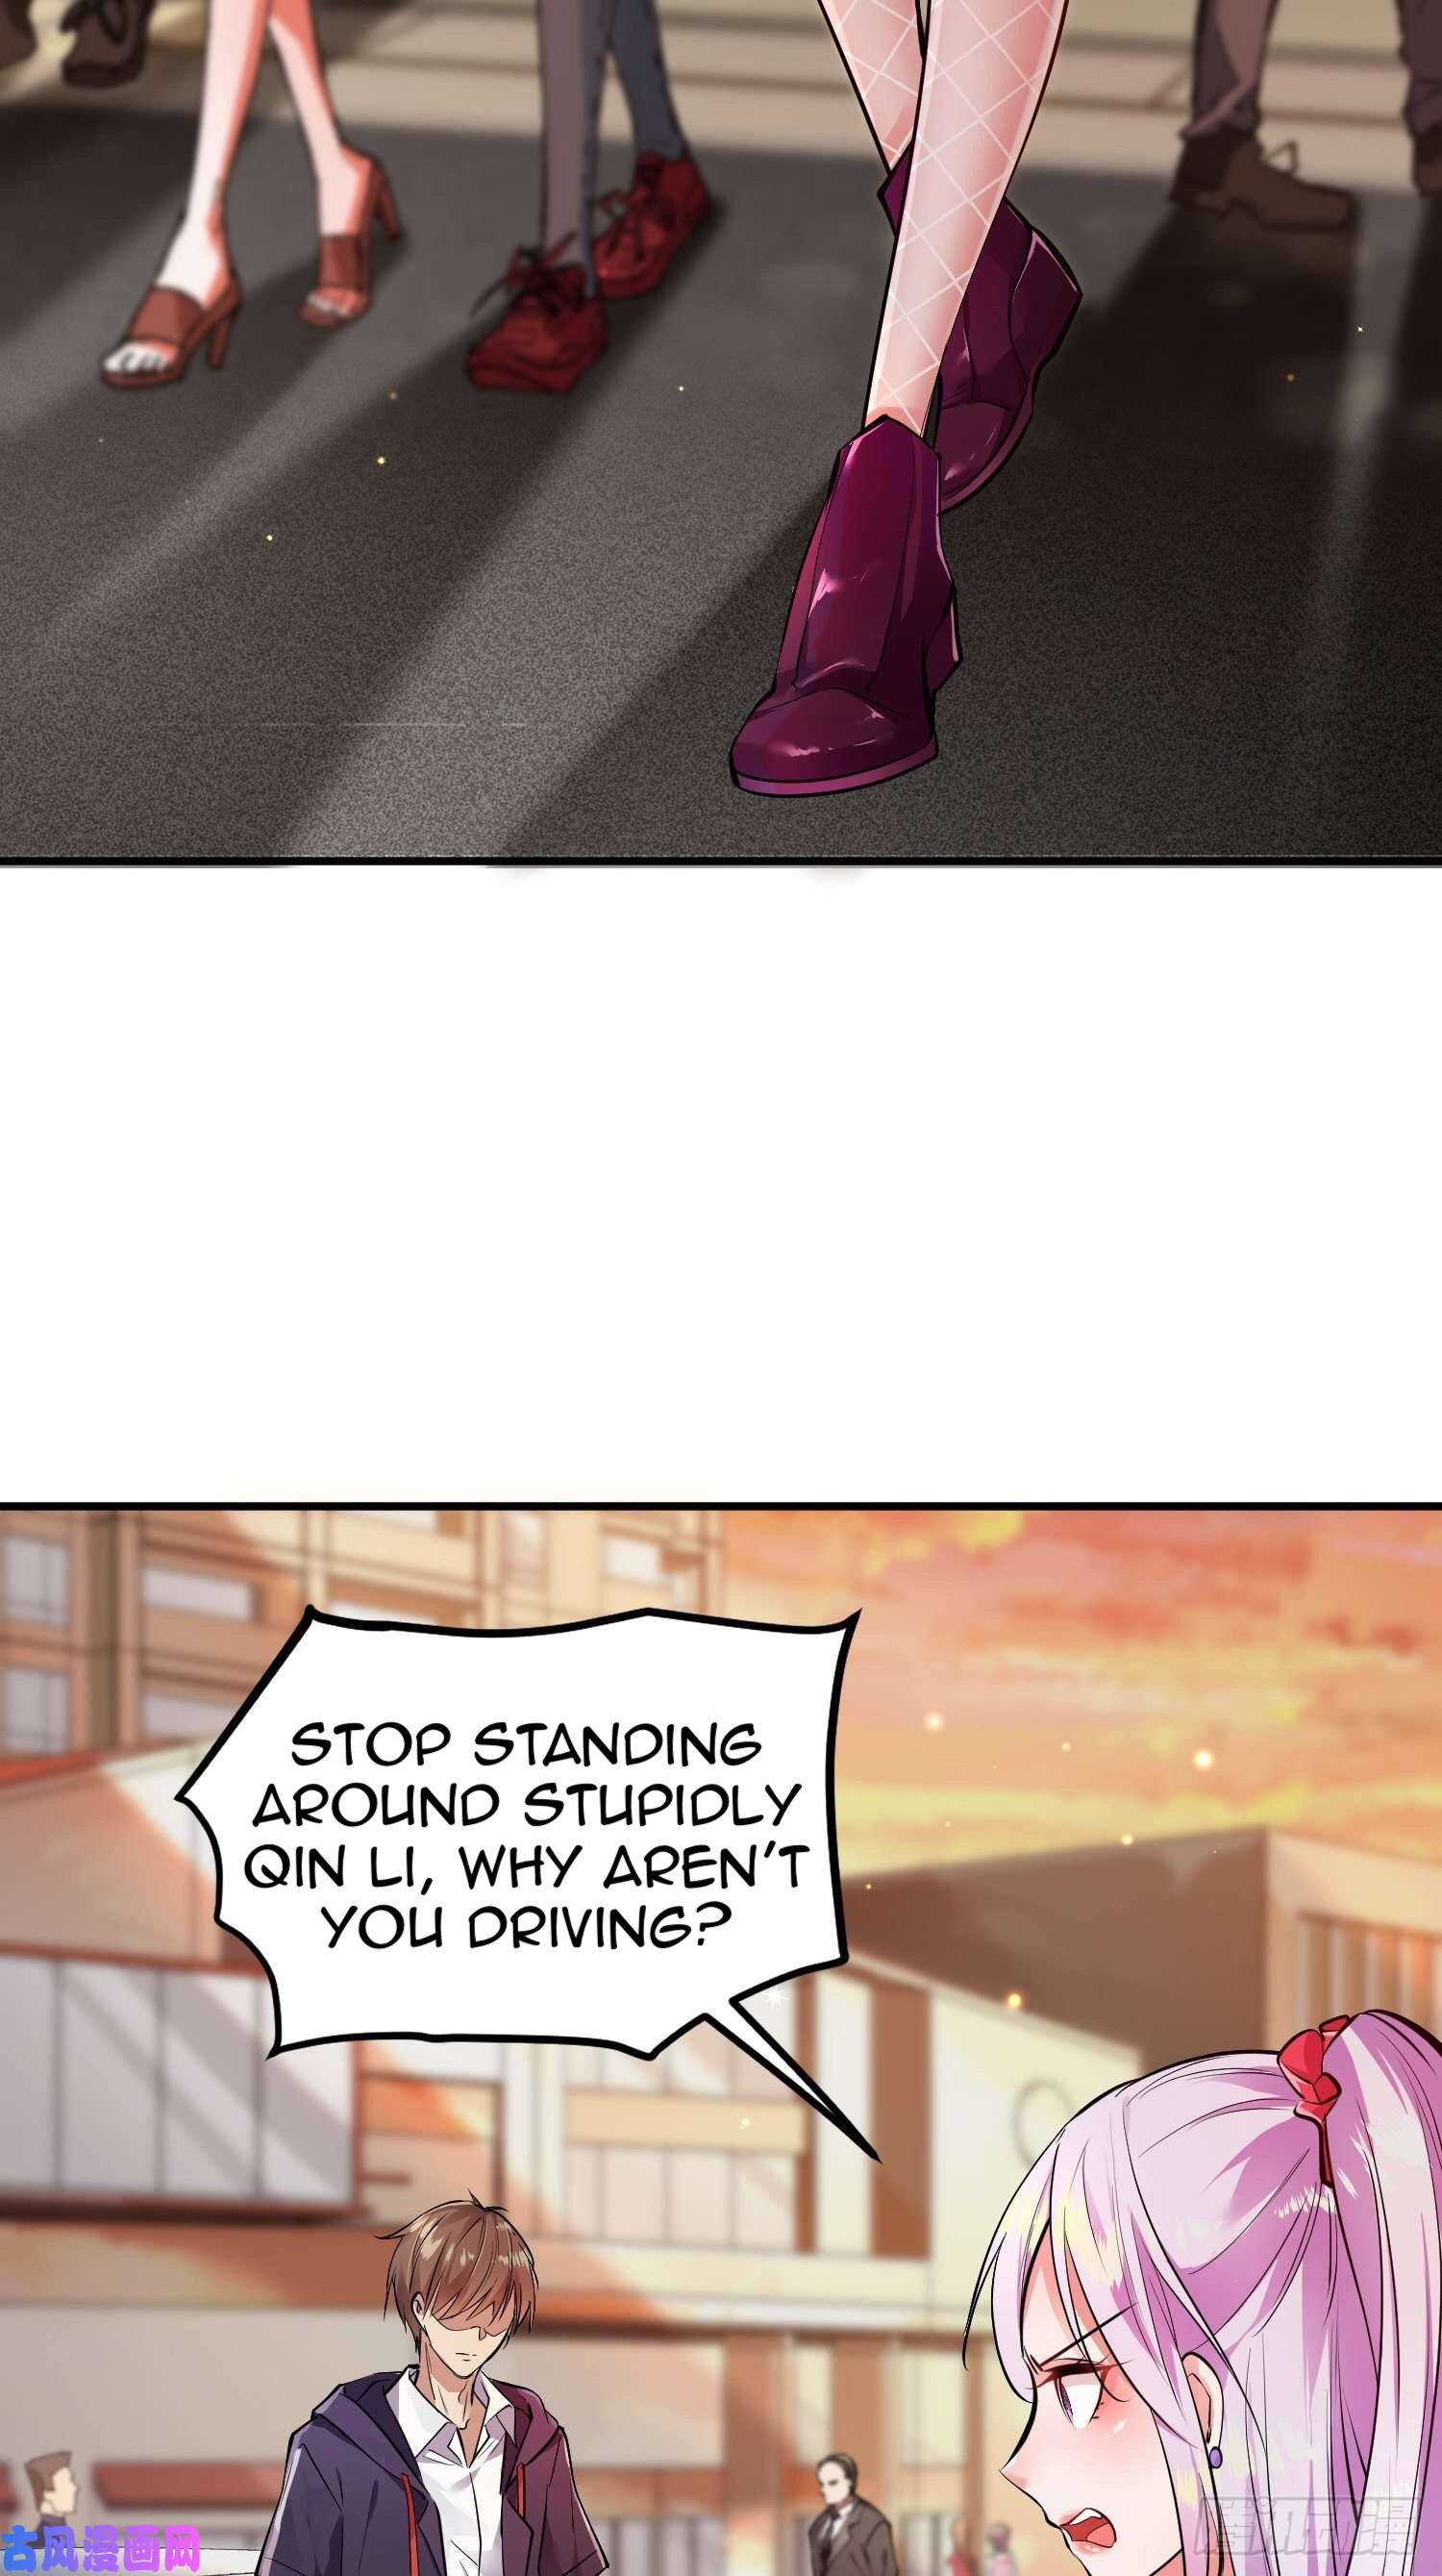 STOP STANDING
AROUND STUPIDLY
QIN LI, WHY AREN'T
YOU DRIVING?
古风漫画网